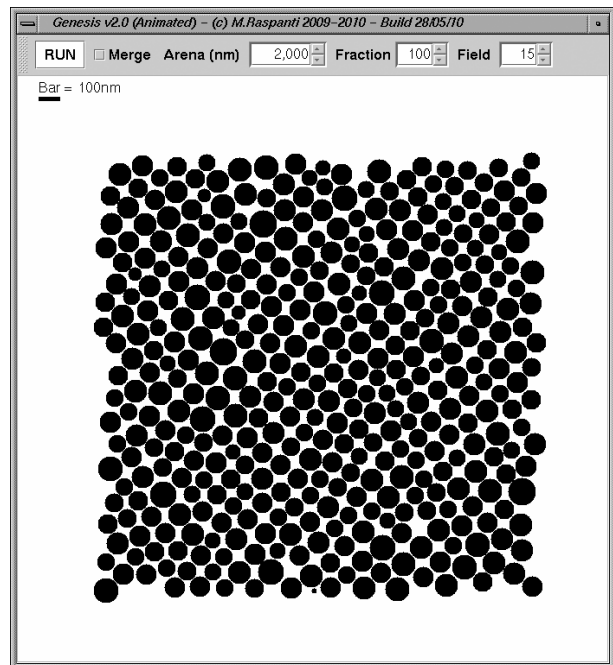 Genesis v2.0 (Animated) – (c) M.Raspanti 2009–2010 – Build 28/05/10
RUN Merge Arena (nm) 2,000 Fraction 100 Field 15
Bar = 100nm